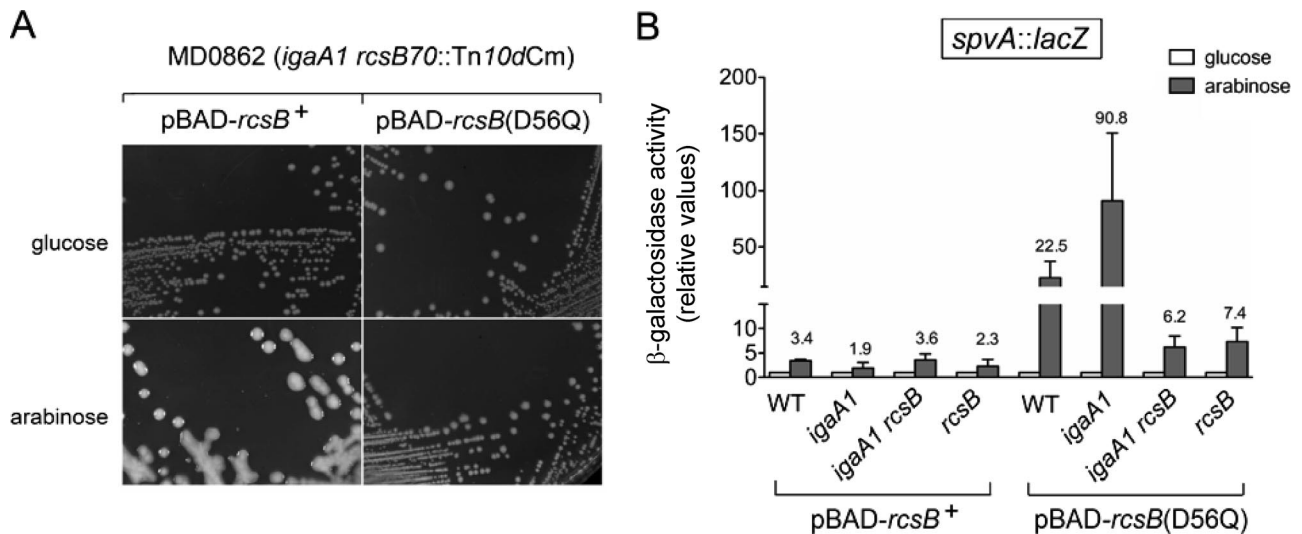 A
MD0862 (igaA1 rcsB70::Tn10dCm)
pBAD-rcsB+
pBAD-rcsB(D56Q)
glucose
arabinose
B
spvA::lacZ
glucose
arabinose
β-galactosidase activity
(relative values)
200
150
100
50
10
5
0
3.4
1.9
3.6
2.3
22.5
90.8
6.2
7.4
WT
igaA1
igaA1 rcsB
rcsB
WT
igaA1
igaA1 rcsB
rcsB
pBAD-rcsB+
pBAD-rcsB(D56Q)